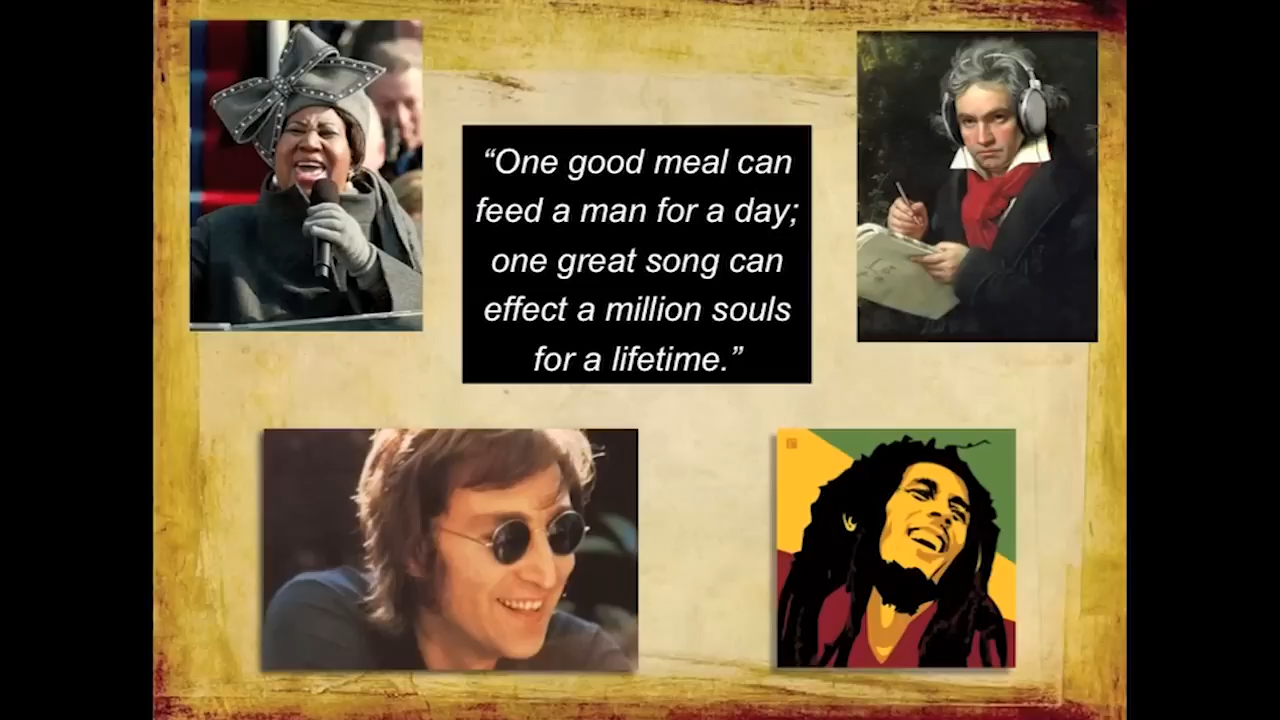 “One good meal can
feed a man for a day;
one great song can
effect a million souls
for a lifetime.”